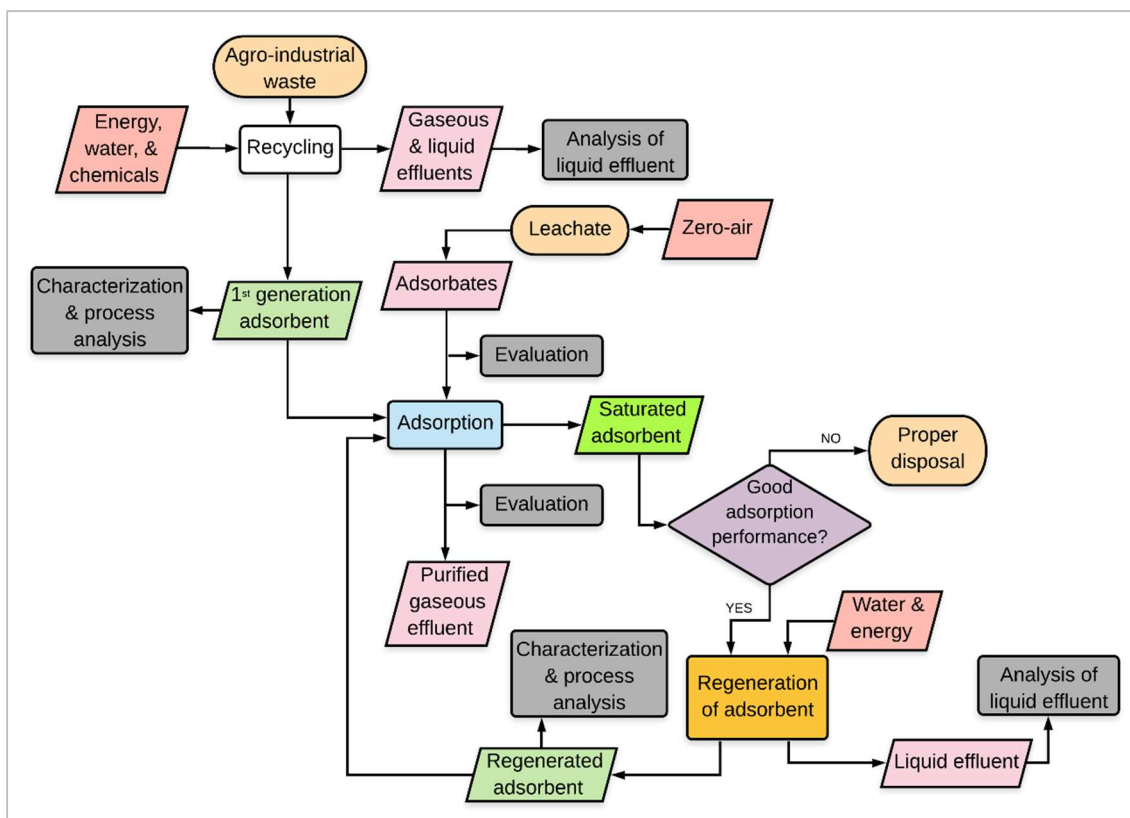 Agro-industrial
waste
Energy,
water, &
chemicals
Recycling
Gaseous
& liquid
effluents
Analysis of
liquid effluent
Leachate
Zero-air
Adsorbates
Characterization
& process
analysis
1st generation
adsorbent
Evaluation
Adsorption
Saturated
adsorbent
NO
Proper
disposal
Good
adsorption
performance?
Evaluation
Purified
gaseous
effluent
YES
Water &
energy
Characterization
& process
analysis
Regeneration
of adsorbent
Analysis of
liquid effluent
Regenerated
adsorbent
Liquid effluent